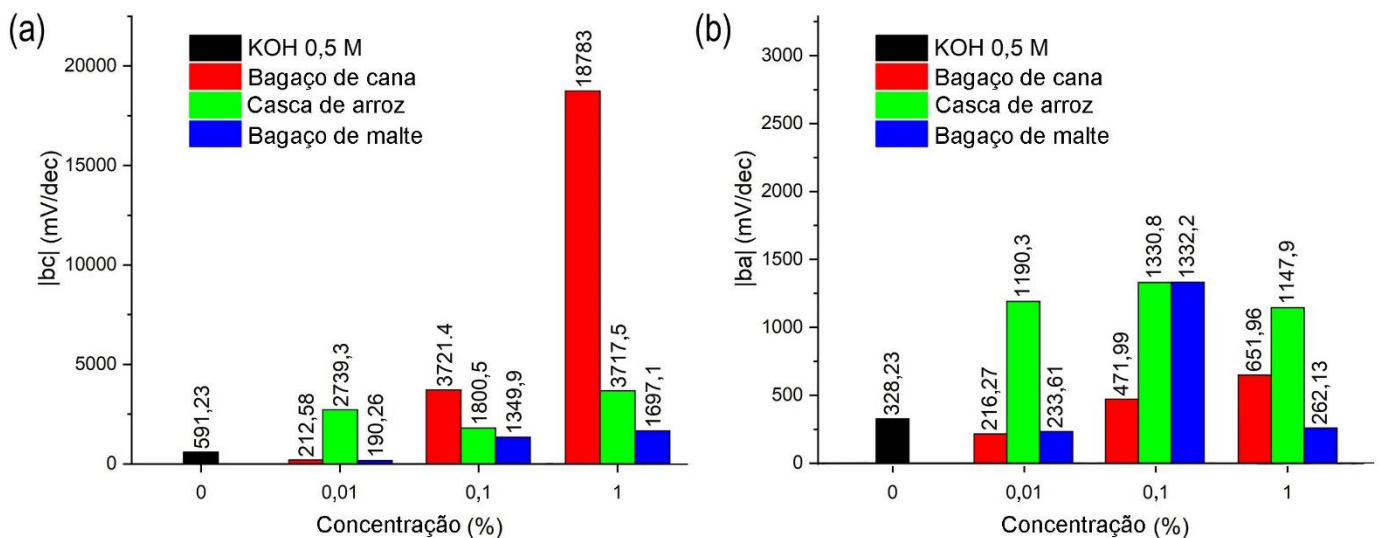 (a)
KOH 0,5 M
Bagaço de cana
Casca de arroz
Bagaço de malte
|bc| (mV/dec)
20000
15000
10000
5000
0
591,23
212,58
2739,3
190,26
3721.4
1800,5
1349,9
18783
3717,5
1697,1
0
0,01
0,1
1
Concentração (%)
(b)
KOH 0,5 M
Bagaço de cana
Casca de arroz
Bagaço de malte
|ba| (mV/dec)
3000
2500
2000
1500
1000
500
0
328,23
216,27
1190,3
233,61
471,99
1330,8
1332,2
651,96
1147,9
262,13
0
0,01
0,1
1
Concentração (%)